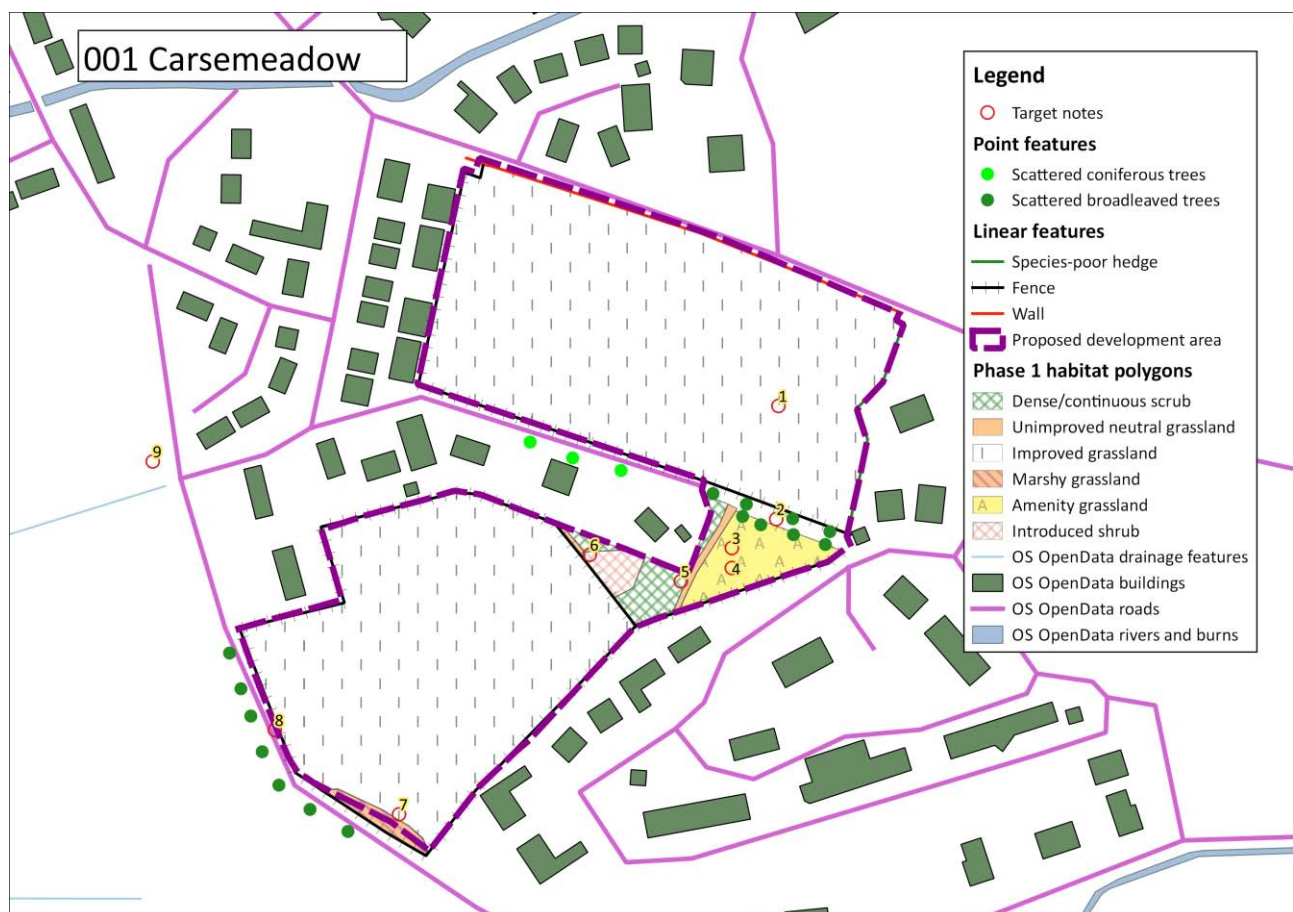 001 Carsemeadow
Legend
Target notes
Point features
Scattered coniferous trees
Scattered broadleaved trees
Linear features
Species-poor hedge
Fence
Wall
Proposed development area
Phase 1 habitat polygons
Dense/continuous scrub
Unimproved neutral grassland
Improved grassland
Marshy grassland
A Amenity grassland
Introduced shrub
OS OpenData drainage features
OS OpenData buildings
OS OpenData roads
OS OpenData rivers and burns
1
9
2
3
6
4
5
8
7